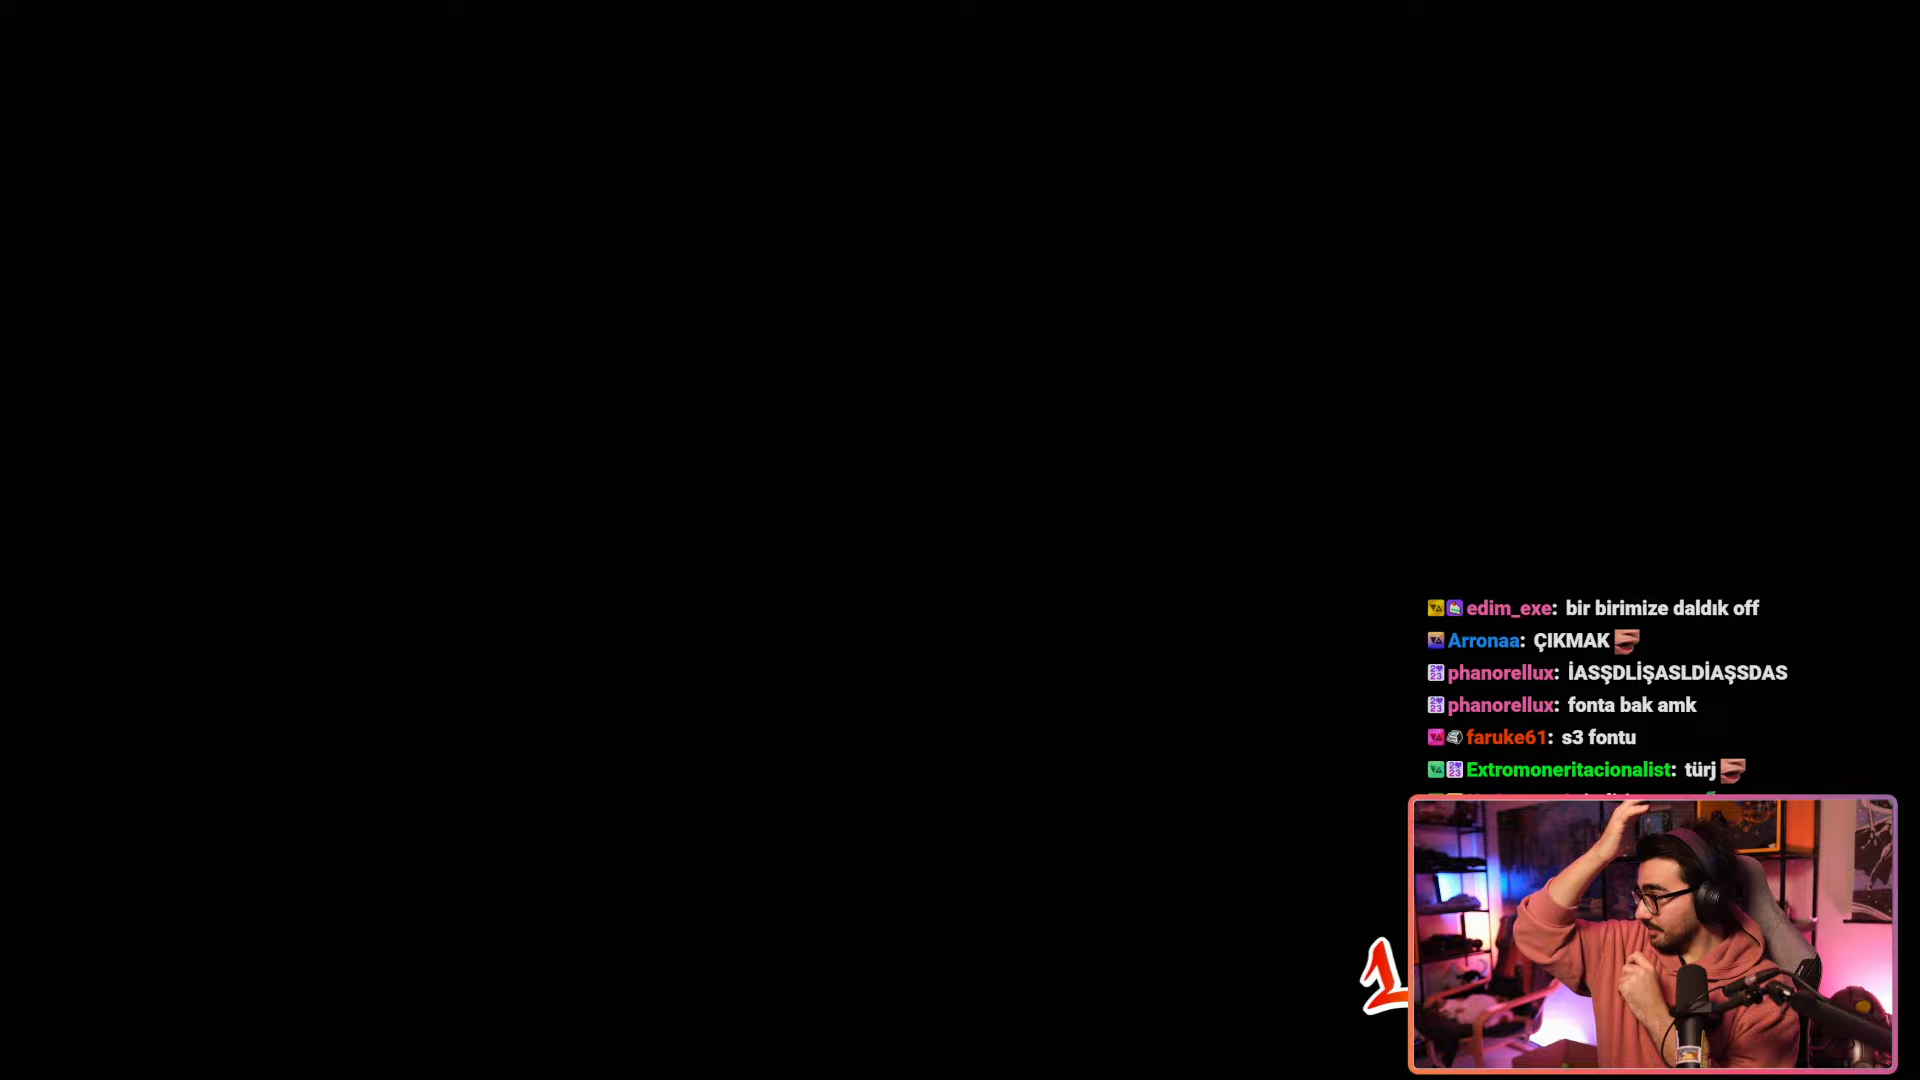 edim_exe: bir birimize daldık off
Arronaa: ÇIKMAK
phanorellux: İASŞDLİŞASLDİAŞSDAS
phanorellux: fonta bak amk
faruke61: s3 fontu
Extromoneritacionalist: türj
1